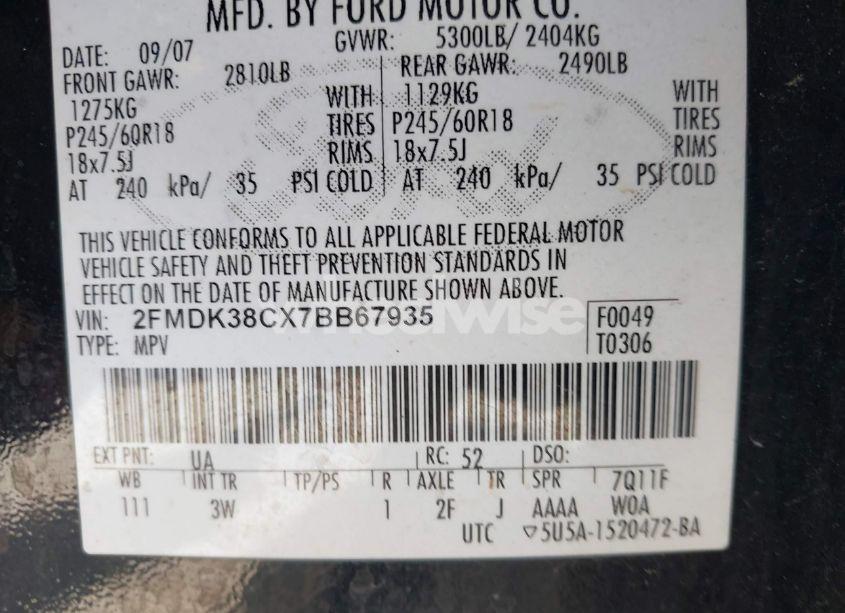 MFD. BY FORD MOTOR CO.
DATE: 09/07 GVWR: 5300LB/ 2404KG
FRONT GAWR: 2810LB REAR GAWR: 2490LB
1275KG WITH 1129KG WITH
P245/60R18 TIRES P245/60R18 TIRES
18x7.5J RIMS 18x7.5J RIMS
AT 240 kPa/ 35 PSI COLD AT 240 kPa/ 35 PSI COLD
THIS VEHICLE CONFORMS TO ALL APPLICABLE FEDERAL MOTOR
VEHICLE SAFETY AND THEFT PREVENTION STANDARDS IN
EFFECT ON THE DATE OF MANUFACTURE SHOWN ABOVE.
VIN: 2FMDK38CX7BB67935 F0049
TYPE: MPV T0306
EXT PNT: UA RC: 52 DSO:
WB INT TR TP/PS R AXLE TR SPR 7Q11F
111 3W 1 2F J AAAA WOA
UTC ▽5U5A-1520472-BA